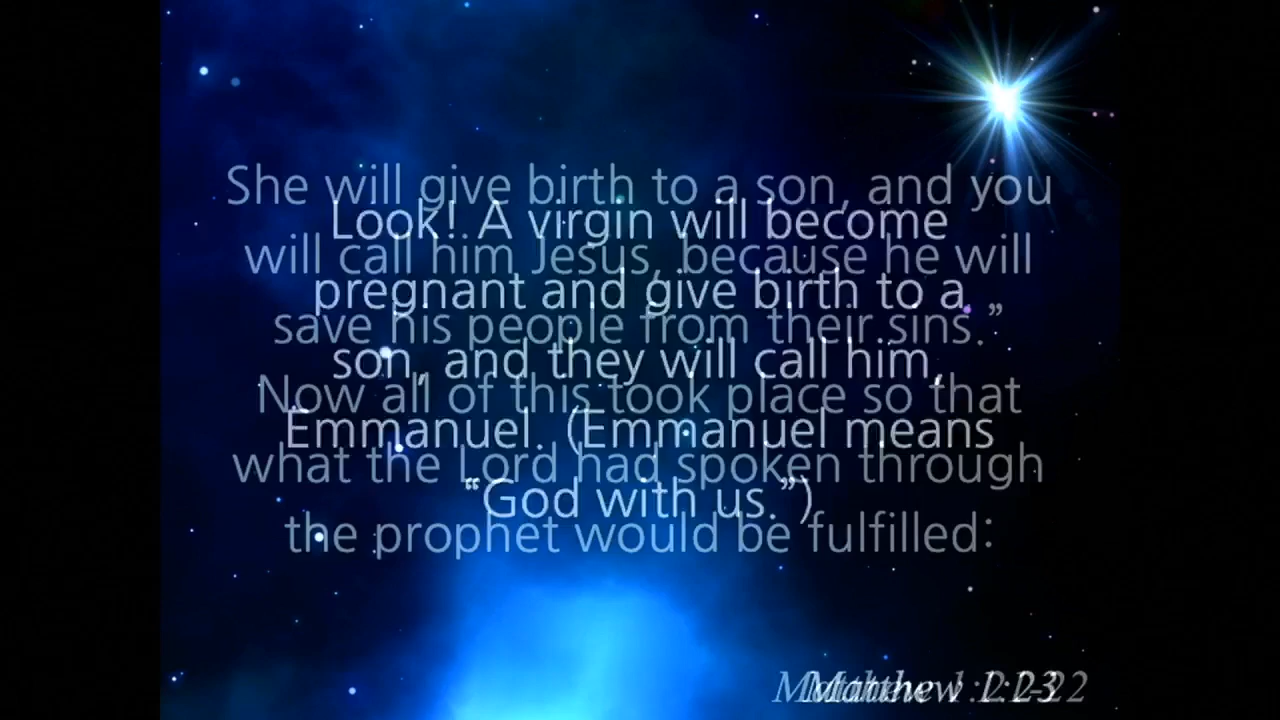 She will give birth to a son, and you
will call him Jesus, because he will
save his people from their sins.”
Now all of this took place so that
what the Lord had spoken through
the prophet would be fulfilled:
Matthew 1:21-22
Look! A virgin will become
pregnant and give birth to a
son, and they will call him,
Emmanuel. (Emmanuel means
“God with us.”)
Matthew 1:23